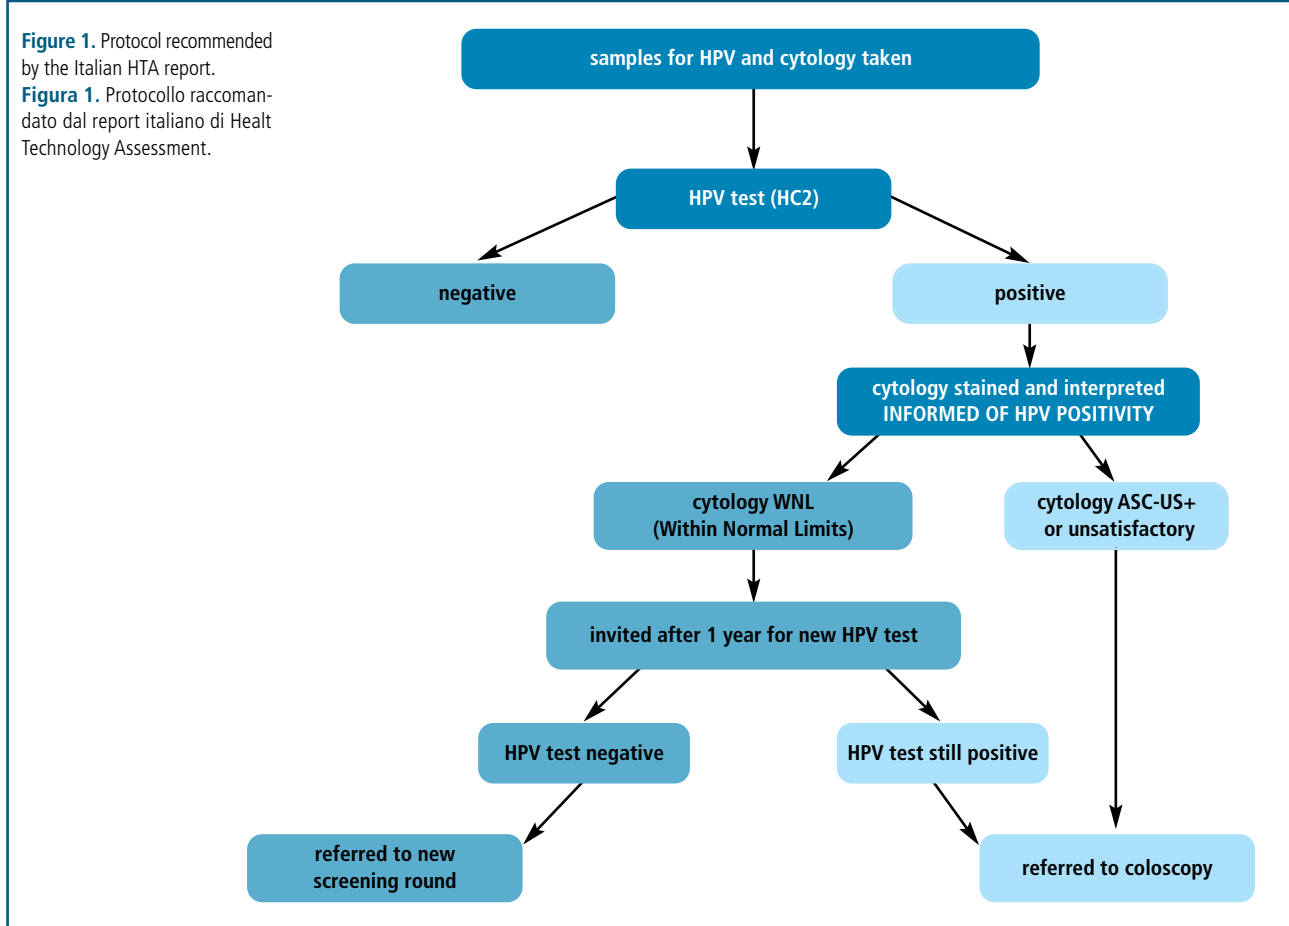 Figure 1. Protocol recommended
by the Italian HTA report.
Figura 1. Protocollo raccoman-
dato dal report italiano di Healt
Technology Assessment.
samples for HPV and cytology taken
HPV test (HC2)
negative
positive
cytology stained and interpreted
INFORMED OF HPV POSITIVITY
cytology WNL
(Within Normal Limits)
cytology ASC-US+
or unsatisfactory
invited after 1 year for new HPV test
HPV test negative
HPV test still positive
referred to new
screening round
referred to coloscopy